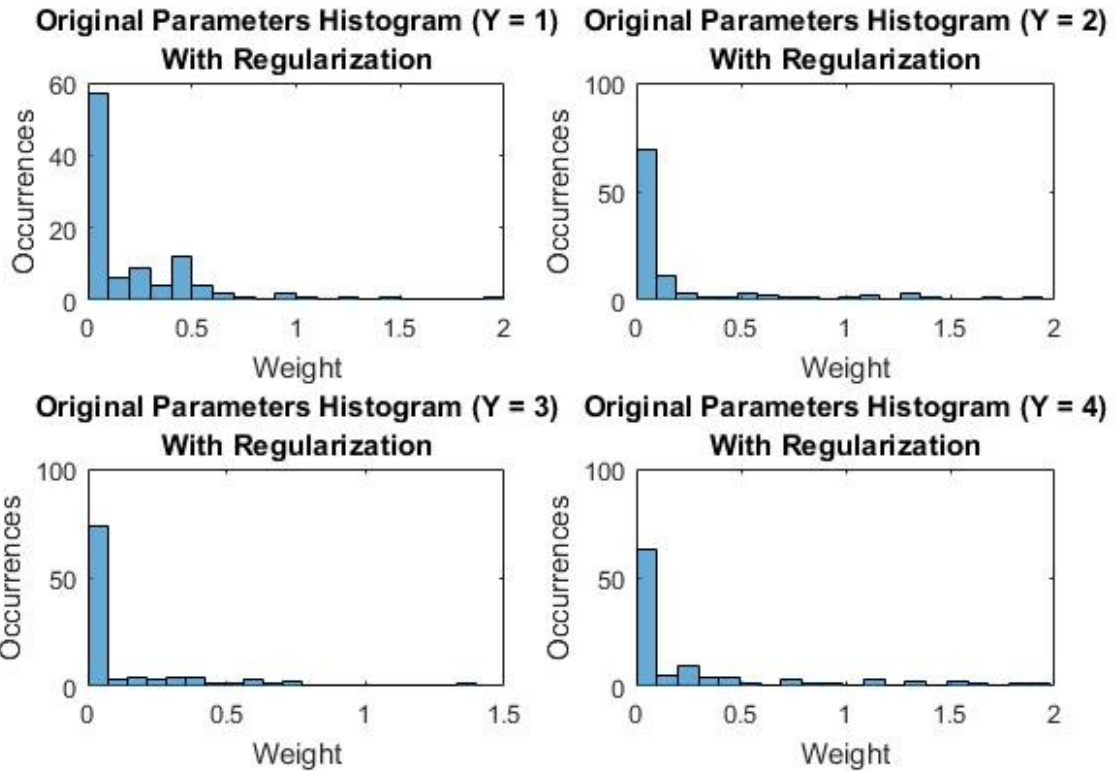 Original Parameters Histogram (Y = 1)
With Regularization
60
40
20
0
Occurrences
0 0.5 1 1.5 2
Weight
Original Parameters Histogram (Y = 2)
With Regularization
100
50
0
Occurrences
0 0.5 1 1.5 2
Weight
Original Parameters Histogram (Y = 3)
With Regularization
100
50
0
Occurrences
0 0.5 1 1.5
Weight
Original Parameters Histogram (Y = 4)
With Regularization
100
50
0
Occurrences
0 0.5 1 1.5 2
Weight